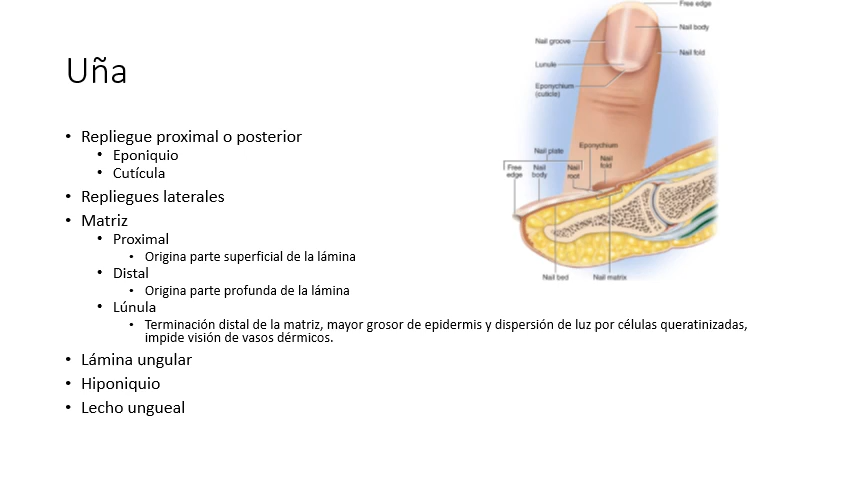 Uña
• Repliegue proximal o posterior
• Eponiquio
• Cutícula
• Repliegues laterales
• Matriz
• Proximal
• Origina parte superficial de la lámina
• Distal
• Origina parte profunda de la lámina
• Lúnula
• Terminación distal de la matriz, mayor grosor de epidermis y dispersión de luz por células queratinizadas,
impide visión de vasos dérmicos.
• Lámina ungular
• Hiponiquio
• Lecho ungueal
Free edge
Nail body
Nail groove
Nail fold
Lunula
Eponychium
(cuticle)
Eponychium
Nail plate
Nail
fold
Free
edge
Nail
body
Nail
root
Nail bed
Nail matrix